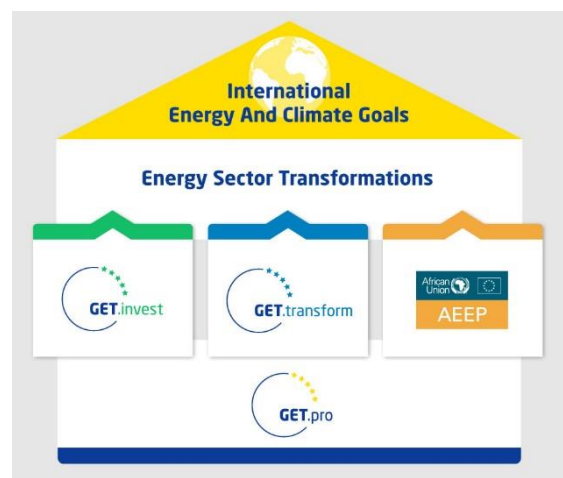 International
Energy And Climate Goals
Energy Sector Transformations
GET.invest
GET.transform
African
Union
AEEP
GET.pro